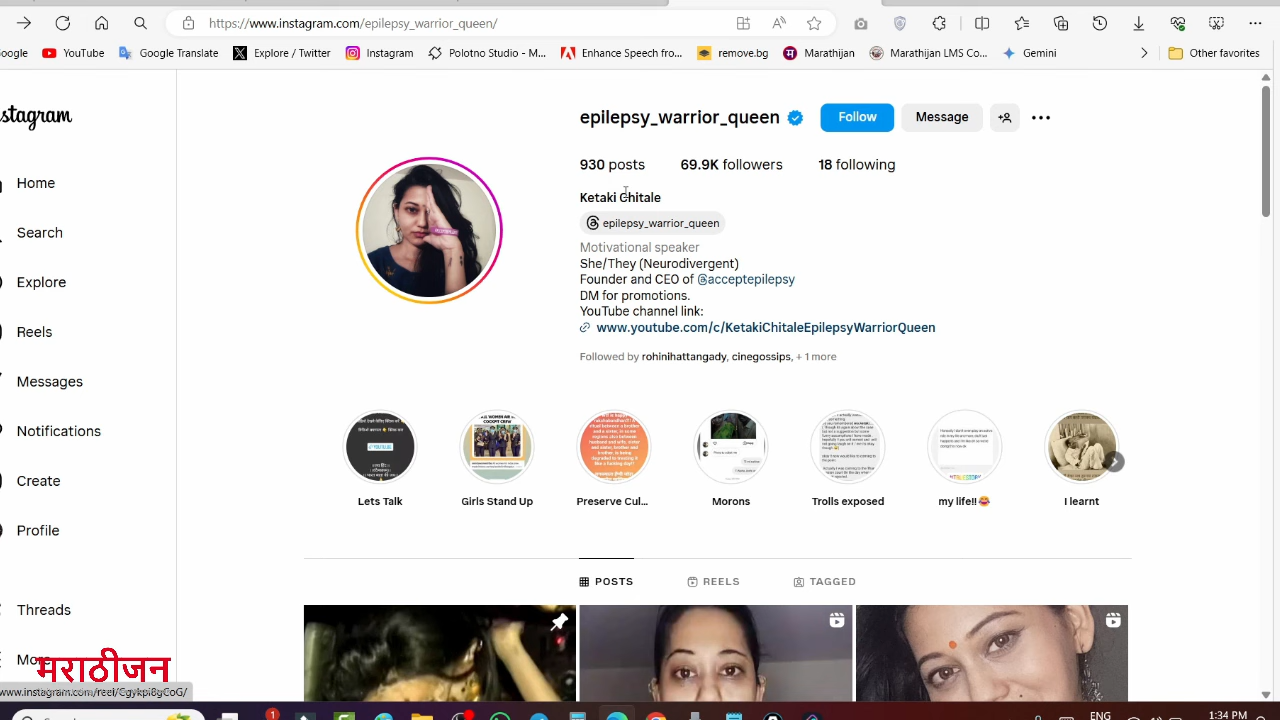 https://www.instagram.com/epilepsy_warrior_queen/
oogle YouTube Google Translate Explore / Twitter Instagram Polotno Studio - M... Enhance Speech fro... remove.bg Marathijan Marathijan LMS Co... Gemini Other favorites
stagram
epilepsy_warrior_queen Follow Message
930 posts 69.9K followers 18 following
Ketaki Chitale
epilepsy_warrior_queen
Motivational speaker
She/They (Neurodivergent)
Founder and CEO of @acceptepilepsy
DM for promotions.
YouTube channel link:
www.youtube.com/c/KetakiChitaleEpilepsyWarriorQueen
Followed by rohinihattangady, cinegossips, + 1 more
Home
Search
Explore
Reels
Messages
Notifications
Create
Profile
Threads
More
Lets Talk Girls Stand Up Preserve Cul... Morons Trolls exposed my life!!😂 I learnt
POSTS REELS TAGGED
मराठीजन
www.instagram.com/reel/Cgykpi8gCoG/
ENG 1:34 PM